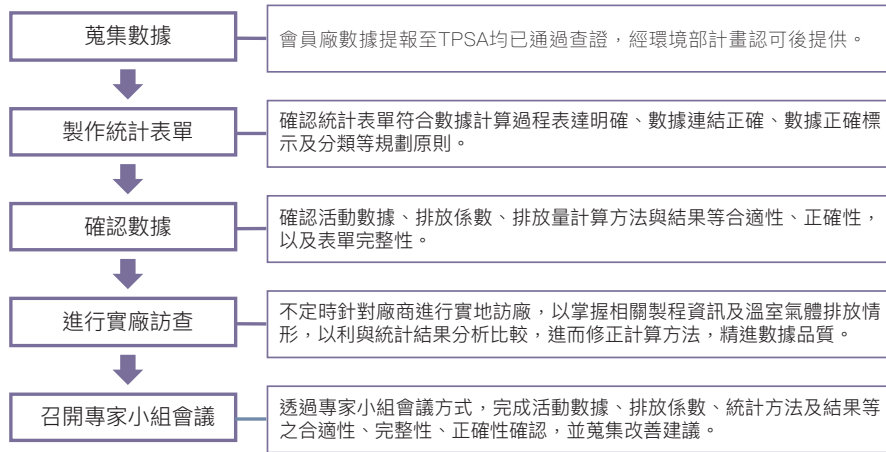 蒐集數據
會員廠數據提報至TPSA均已通過查證，經環境部計畫認可後提供。
製作統計表單
確認統計表單符合數據計算過程表達明確、數據連結正確、數據正確標
示及分類等規劃原則。
確認數據
確認活動數據、排放係數、排放量計算方法與結果等合適性、正確性，
以及表單完整性。
進行實廠訪查
不定時針對廠商進行實地訪廠，以掌握相關製程資訊及溫室氣體排放情
形，以利與統計結果分析比較，進而修正計算方法，精進數據品質。
召開專家小組會議
透過專家小組會議方式，完成活動數據、排放係數、統計方法及結果等
之合適性、完整性、正確性確認，並蒐集改善建議。